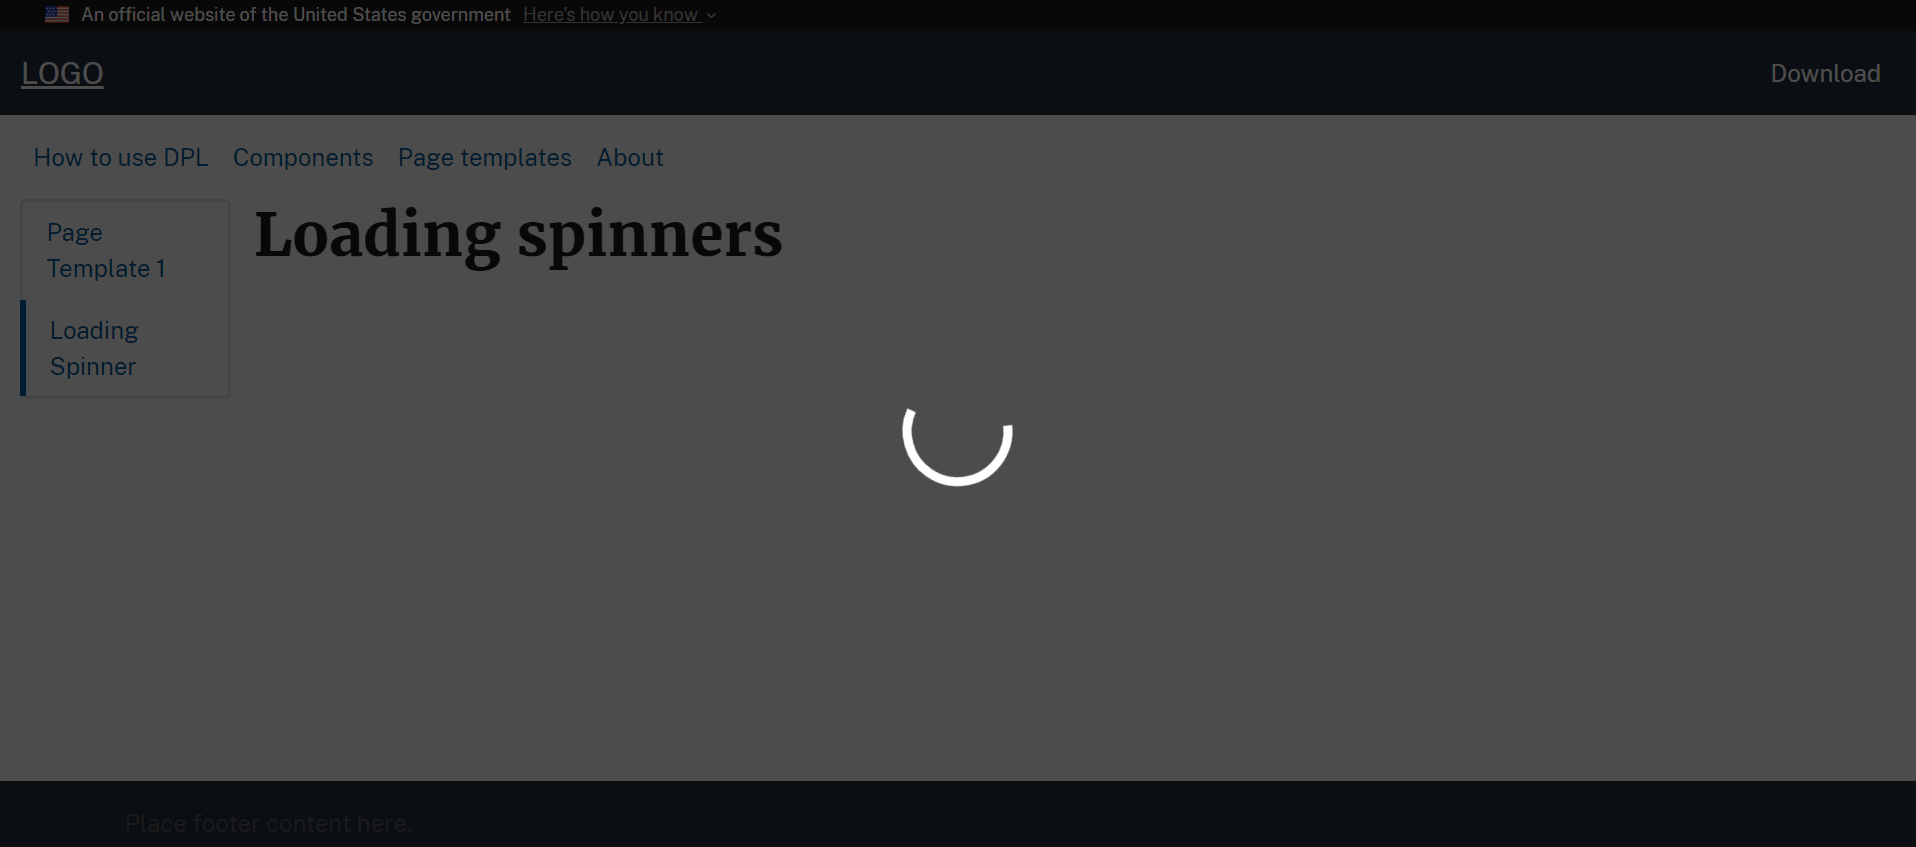 An official website of the United States government Here's how you know
LOGO
Download
How to use DPL Components Page templates About
Page
Template 1
Loading
Spinner
Loading spinners
Place footer content here.